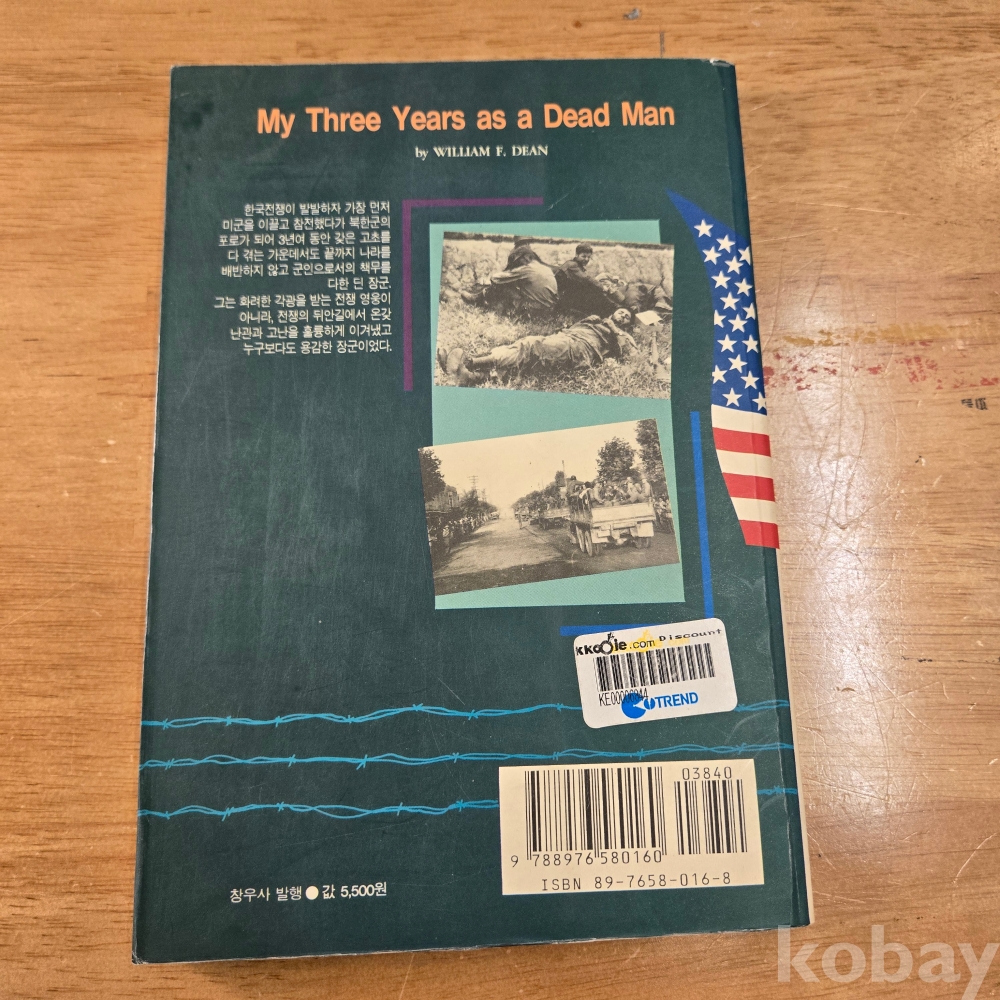 My Three Years as a Dead Man
by WILLIAM F. DEAN
한국전쟁이 발발하자 가장 먼저
미군을 이끌고 참전했다가 북한군의
포로가 되어 3년여 동안 갖은 고초를
다 겪는 가운데서도 끝까지 나라를
배반하지 않고 군인으로서의 책무를
다한 딘 장군.
그는 화려한 각광을 받는 전쟁 영웅이
아니라, 전쟁의 뒤안길에서 온갖
난관과 고난을 훌륭하게 이겨냈고
누구보다도 용감한 장군이었다.
.com Discount
TREND
03840
9 788976 580160
ISBN 89-7658-016-8
창우사 발행 ● 값 5,500원
kobay